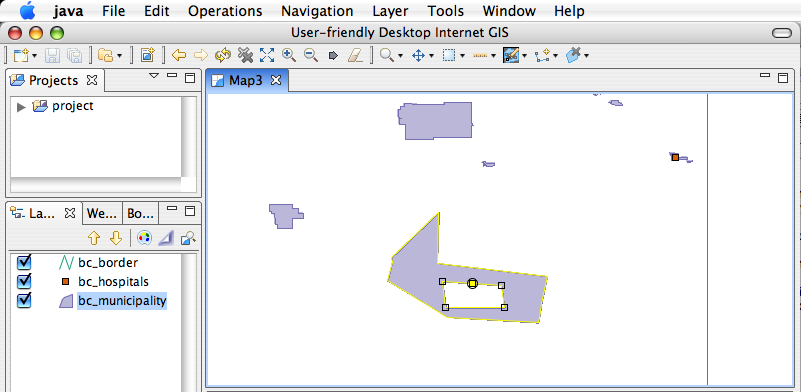 java File Edit Operations Navigation Layer Tools Window Help
User-friendly Desktop Internet GIS
Projects
Map3
project
La... We... Bo...
bc_border
bc_hospitals
bc_municipality